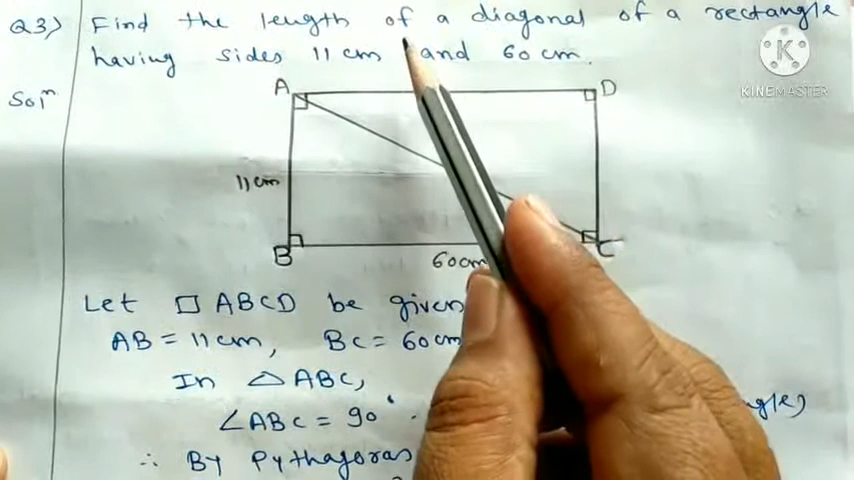 Q3) Find the length of a diagonal of a rectangle
having sides 11 cm and 60 cm.
K
KINEMASTER
Solⁿ
A D
11 cm
B C
60 cm
Let □ ABCD be given
AB = 11 cm, BC = 60 cm
In △ ABC,
∠ABC = 90°
∴ By Pythagoras